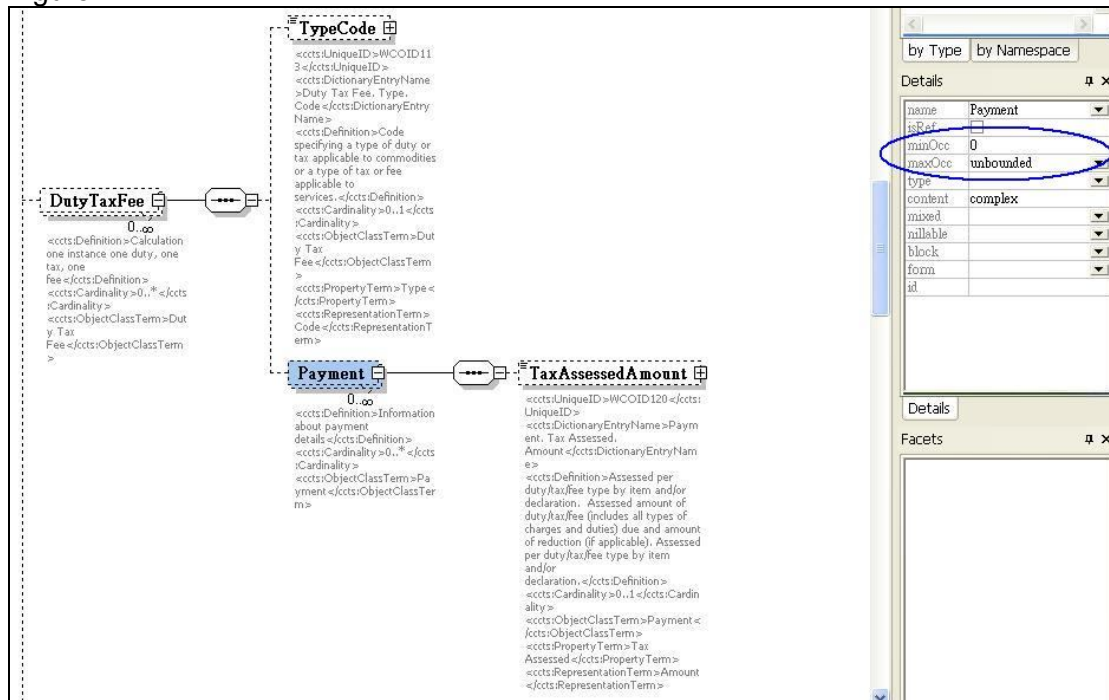 TypeCode
<ccts:UniqueID>WCOID11
3</ccts:UniqueID>
<ccts:DictionaryEntryName
>Duty Tax Fee. Type.
Code</ccts:DictionaryEntry
Name>
<ccts:Definition>Code
specifying a type of duty or
tax applicable to commodities
or a type of tax or fee
applicable to
services.</ccts:Definition>
<ccts:Cardinality>0..1</ccts
:Cardinality>
<ccts:ObjectClassTerm>Dut
y Tax
Fee</ccts:ObjectClassTerm
>
<ccts:PropertyTerm>Type<
/ccts:PropertyTerm>
<ccts:RepresentationTerm>
Code</ccts:RepresentationT
erm>
DutyTaxFee
0..∞
<ccts:Definition>Calculation
one instance one duty, one
tax, one
fee</ccts:Definition>
<ccts:Cardinality>0..*</ccts
:Cardinality>
<ccts:ObjectClassTerm>Dut
y Tax
Fee</ccts:ObjectClassTerm
>
Payment
0..∞
<ccts:Definition>Information
about payment
details</ccts:Definition>
<ccts:Cardinality>0..*</ccts
:Cardinality>
<ccts:ObjectClassTerm>Pa
yment</ccts:ObjectClassTer
m>
TaxAssessedAmount
<ccts:UniqueID>WCOID120</ccts:
UniqueID>
<ccts:DictionaryEntryName>Paym
ent. Tax Assessed.
Amount</ccts:DictionaryEntryNam
e>
<ccts:Definition>Assessed per
duty/tax/fee type by item and/or
declaration. Assessed amount of
duty/tax/fee (includes all types of
charges and duties) due and amount
of reduction (if applicable). Assessed
per duty/tax/fee type by item
and/or
declaration.</ccts:Definition>
<ccts:Cardinality>0..1</ccts:Cardin
ality>
<ccts:ObjectClassTerm>Payment<
/ccts:ObjectClassTerm>
<ccts:PropertyTerm>Tax
Assessed</ccts:PropertyTerm>
<ccts:RepresentationTerm>Amount
</ccts:RepresentationTerm>
by Type by Namespace
Details
name Payment
isRef
minOcc 0
maxOcc unbounded
type
content complex
mixed
nillable
block
form
id
Details
Facets